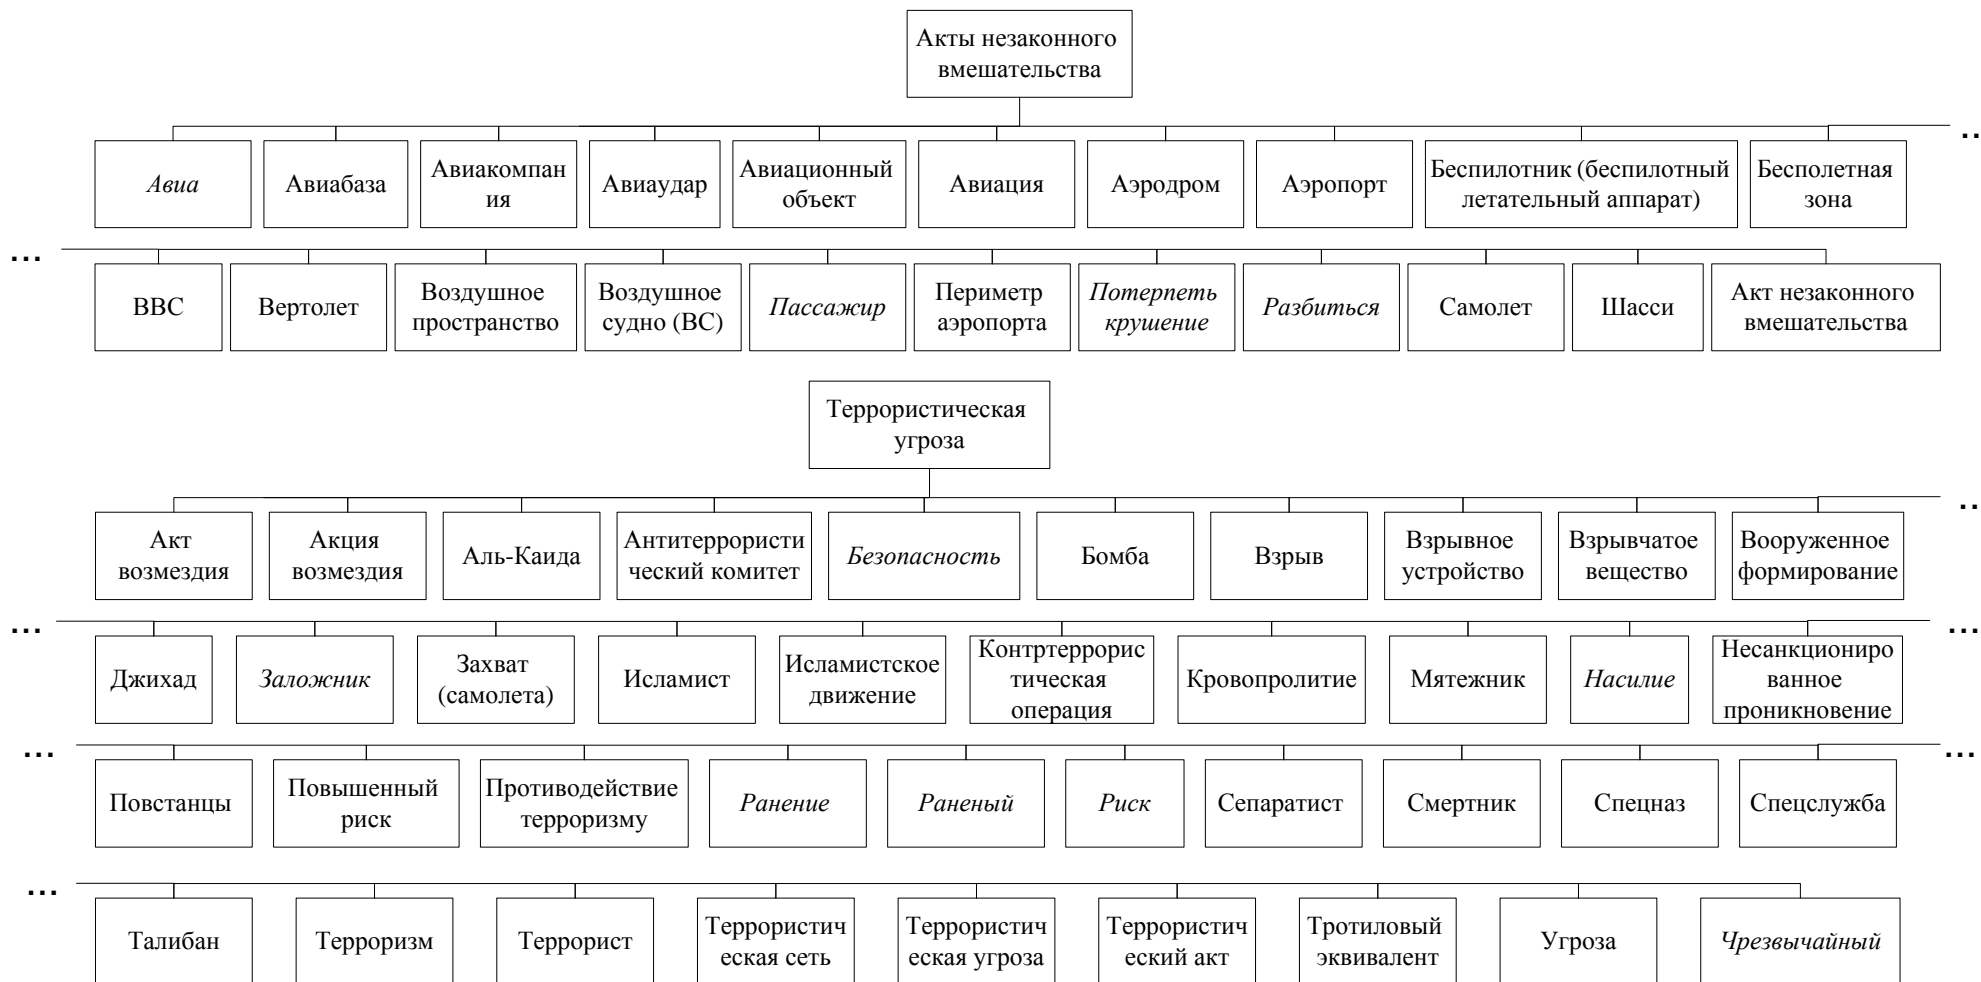 Акты незаконного
вмешательства
..
Авиа
Авиабаза
Авиакомпан
ия
Авиаудар
Авиационный
объект
Авиация
Аэродром
Аэропорт
Беспилотник (беспилотный
летательный аппарат)
Бесполетная
зона
...
ВВС
Вертолет
Воздушное
пространство
Воздушное
судно (ВС)
Пассажир
Периметр
аэропорта
Потерпеть
крушение
Разбиться
Самолет
Шасси
Акт незаконного
вмешательства
Террористическая
угроза
..
Акт
возмездия
Акция
возмездия
Аль-Каида
Антитеррористи
ческий комитет
Безопасность
Бомба
Взрыв
Взрывное
устройство
Взрывчатое
вещество
Вооруженное
формирование
...
...
Джихад
Заложник
Захват
(самолета)
Исламист
Исламистское
движение
Контртеррорис
тическая
операция
Кровопролитие
Мятежник
Насилие
Несанкциониро
ванное
проникновение
...
...
Повстанцы
Повышенный
риск
Противодействие
терроризму
Ранение
Раненый
Риск
Сепаратист
Смертник
Спецназ
Спецслужба
...
Талибан
Терроризм
Террорист
Террористич
еская сеть
Террористич
еская угроза
Террористич
еский акт
Тротиловый
эквивалент
Угроза
Чрезвычайный